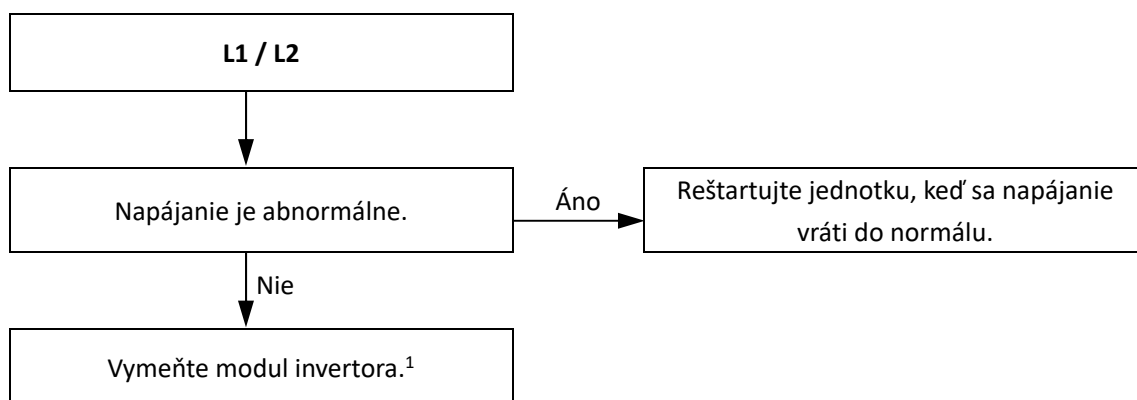 L1 / L2
Napájanie je abnormálne.
Áno
Reštartujte jednotku, keď sa napájanie
vráti do normálu.
Nie
Vymeňte modul invertora.¹